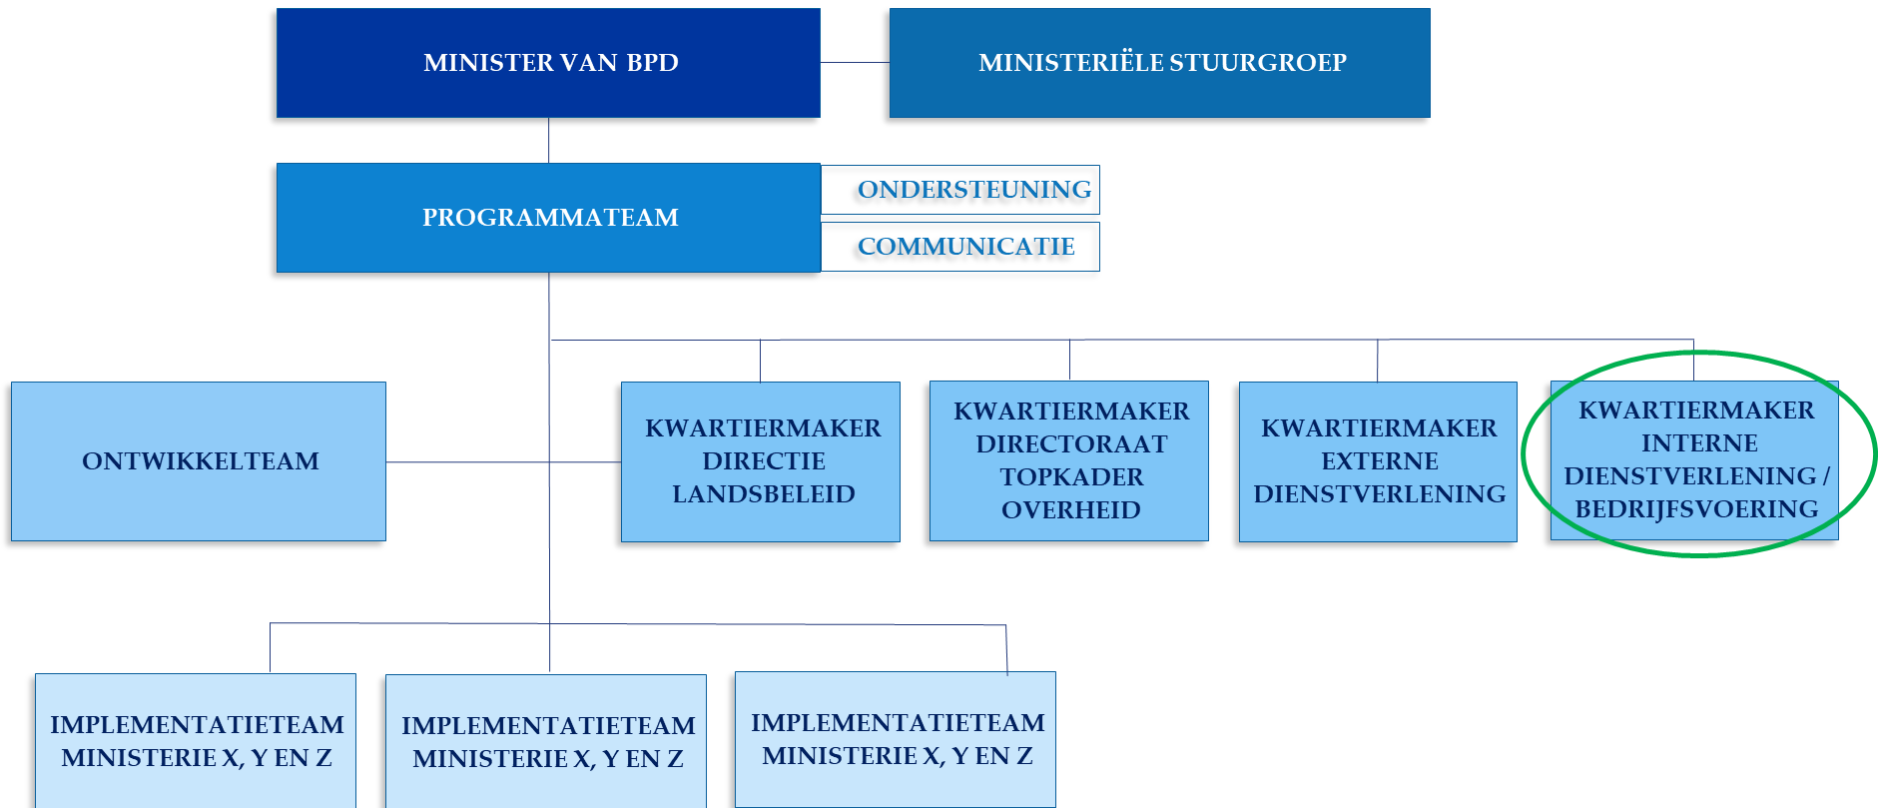 MINISTER VAN BPD
MINISTERIËLE STUURGROEP
PROGRAMMATEAM
ONDERSTEUNING
COMMUNICATIE
ONTWIKKELTEAM
KWARTIERMAKER
DIRECTIE
LANDSBELEID
KWARTIERMAKER
DIRECTORAAT
TOPKADER
OVERHEID
KWARTIERMAKER
EXTERNE
DIENSTVERLENING
KWARTIERMAKER
INTERNE
DIENSTVERLENING /
BEDRIJFSVOERING
IMPLEMENTATIETEAM
MINISTERIE X, Y EN Z
IMPLEMENTATIETEAM
MINISTERIE X, Y EN Z
IMPLEMENTATIETEAM
MINISTERIE X, Y EN Z